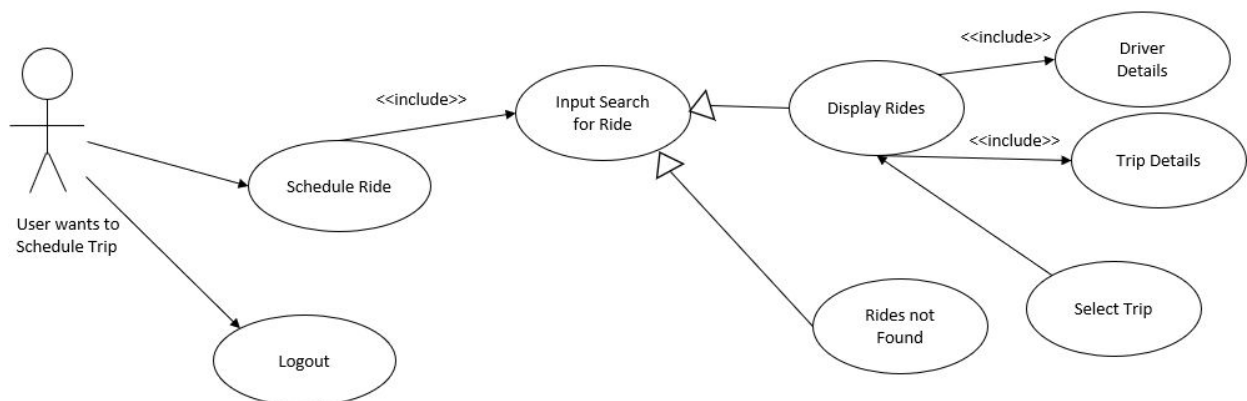 <<include>>
Driver
Details
<<include>>
Input Search
for Ride
Display Rides
<<include>>
Trip Details
Schedule Ride
User wants to
Schedule Trip
Rides not
Found
Select Trip
Logout